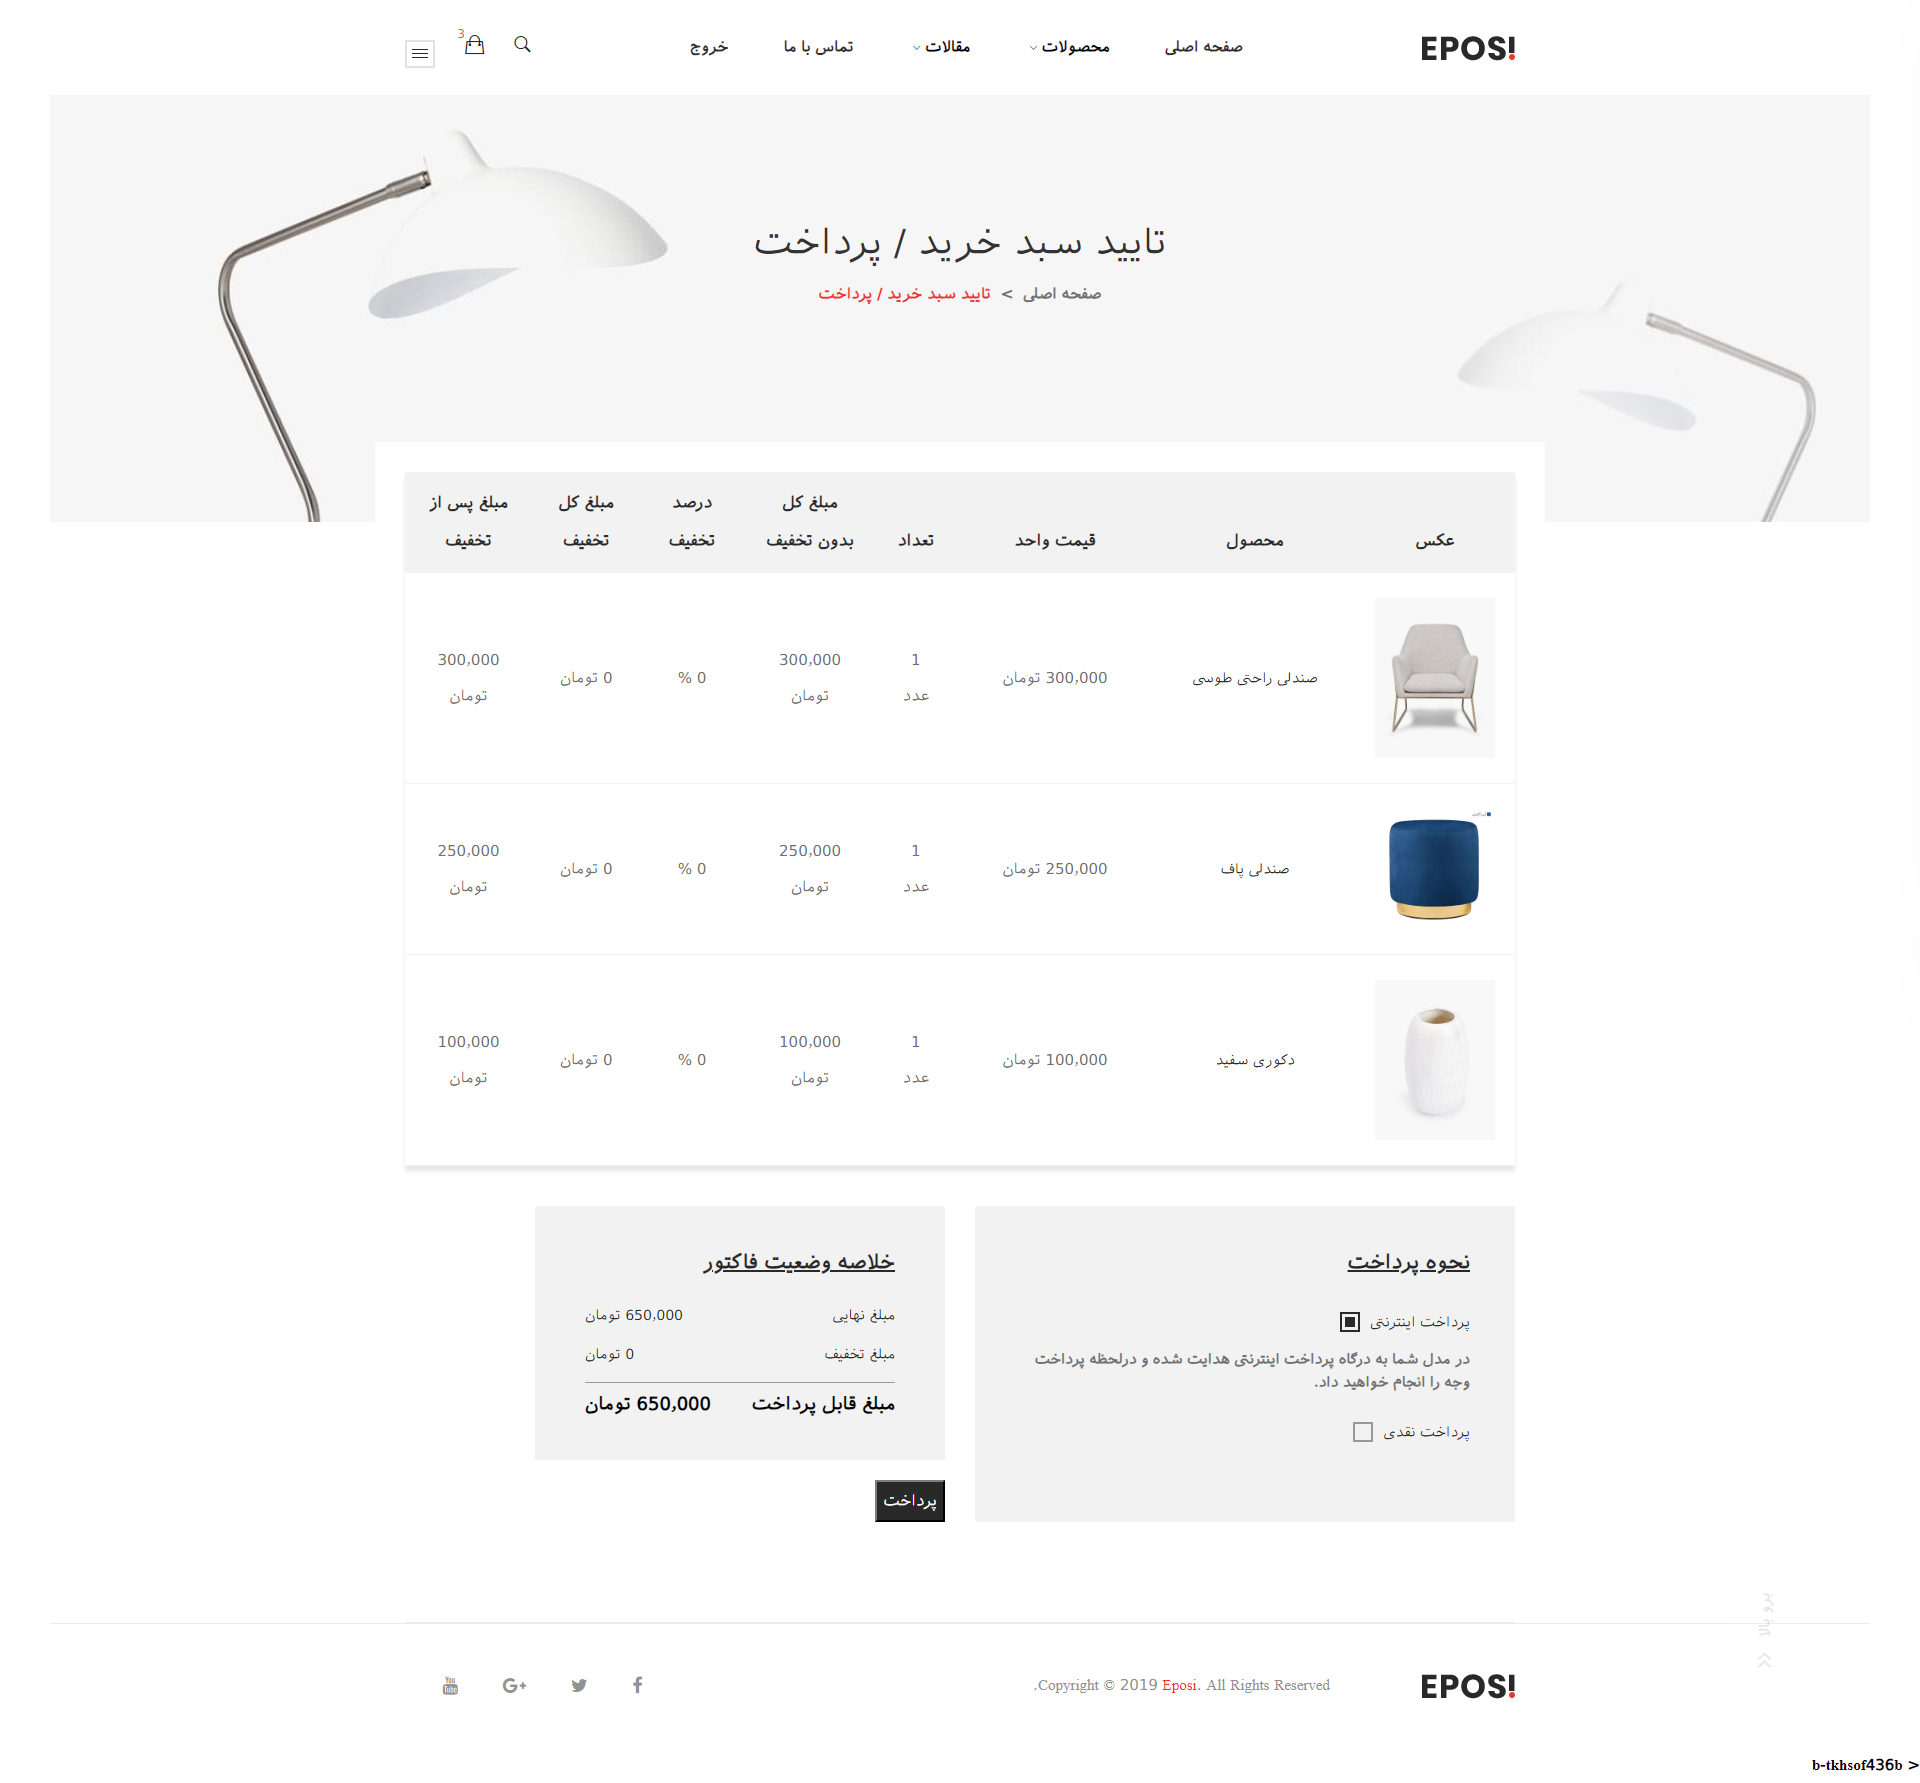 EPOSI
صفحه اصلی
محصولات
مقالات
تماس با ما
خروج
3
تایید سبد خرید / پرداخت
صفحه اصلی > تایید سبد خرید / پرداخت
عکس
محصول
قیمت واحد
تعداد
مبلغ کل
بدون تخفیف
درصد
تخفیف
مبلغ کل
تخفیف
مبلغ پس از
تخفیف
صندلی راحتی طوسی
300,000 تومان
1
عدد
300,000
تومان
0 %
0 تومان
300,000
تومان
صندلی پاف
250,000 تومان
1
عدد
250,000
تومان
0 %
0 تومان
250,000
تومان
دکوری سفید
100,000 تومان
1
عدد
100,000
تومان
0 %
0 تومان
100,000
تومان
نحوه پرداخت
پرداخت اینترنتی
در مدل شما به درگاه پرداخت اینترنتی هدایت شده و درلحظه پرداخت
وجه را انجام خواهید داد.
پرداخت نقدی
خلاصه وضعیت فاکتور
مبلغ نهایی 650,000 تومان
مبلغ تخفیف 0 تومان
مبلغ قابل پرداخت 650,000 تومان
پرداخت
برو بالا
EPOSI
.Copyright © 2019 Eposi. All Rights Reserved
You
Tube
G+
b-tkhsof436b >